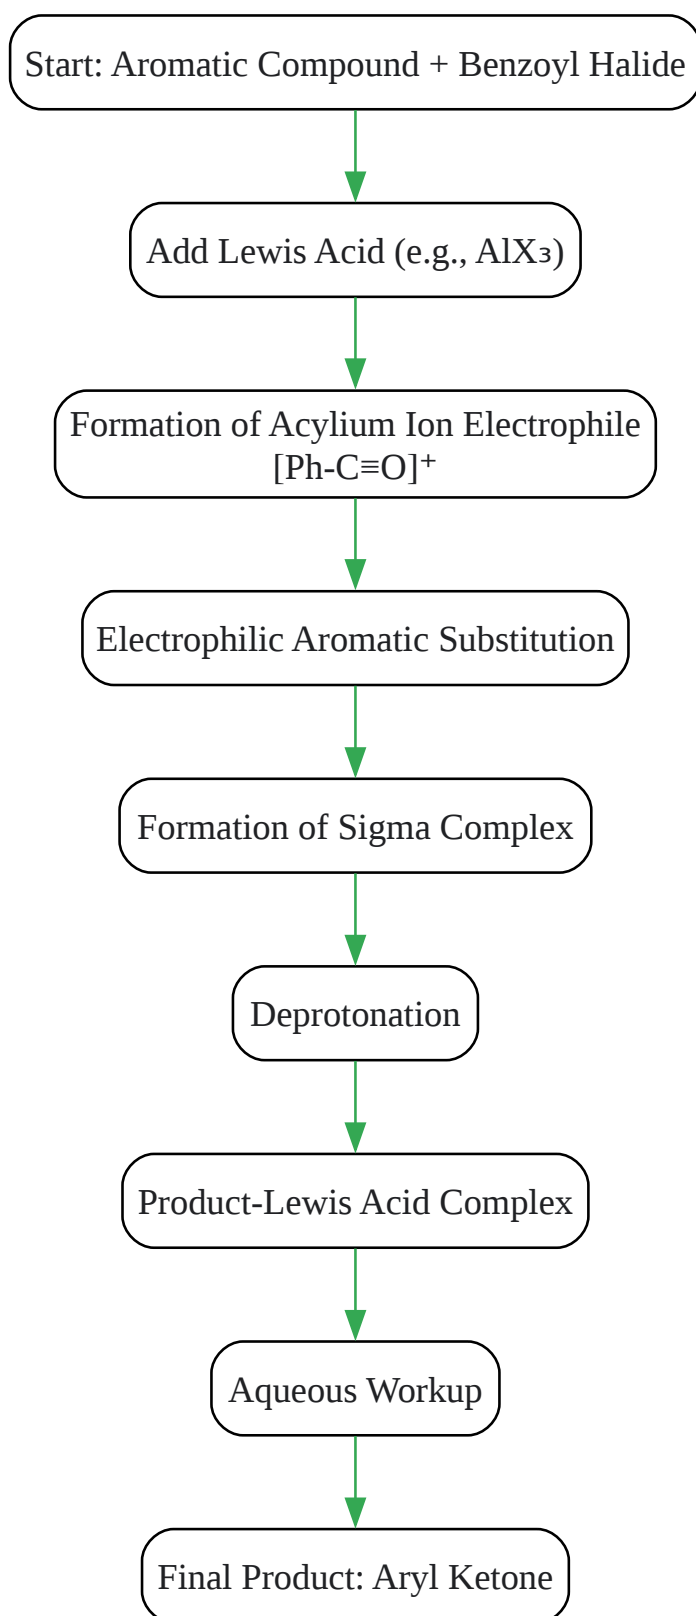 Start: Aromatic Compound + Benzoyl Halide
Add Lewis Acid (e.g., AlX₃)
Formation of Acylium Ion Electrophile
[Ph-C≡O]⁺
Electrophilic Aromatic Substitution
Formation of Sigma Complex
Deprotonation
Product-Lewis Acid Complex
Aqueous Workup
Final Product: Aryl Ketone